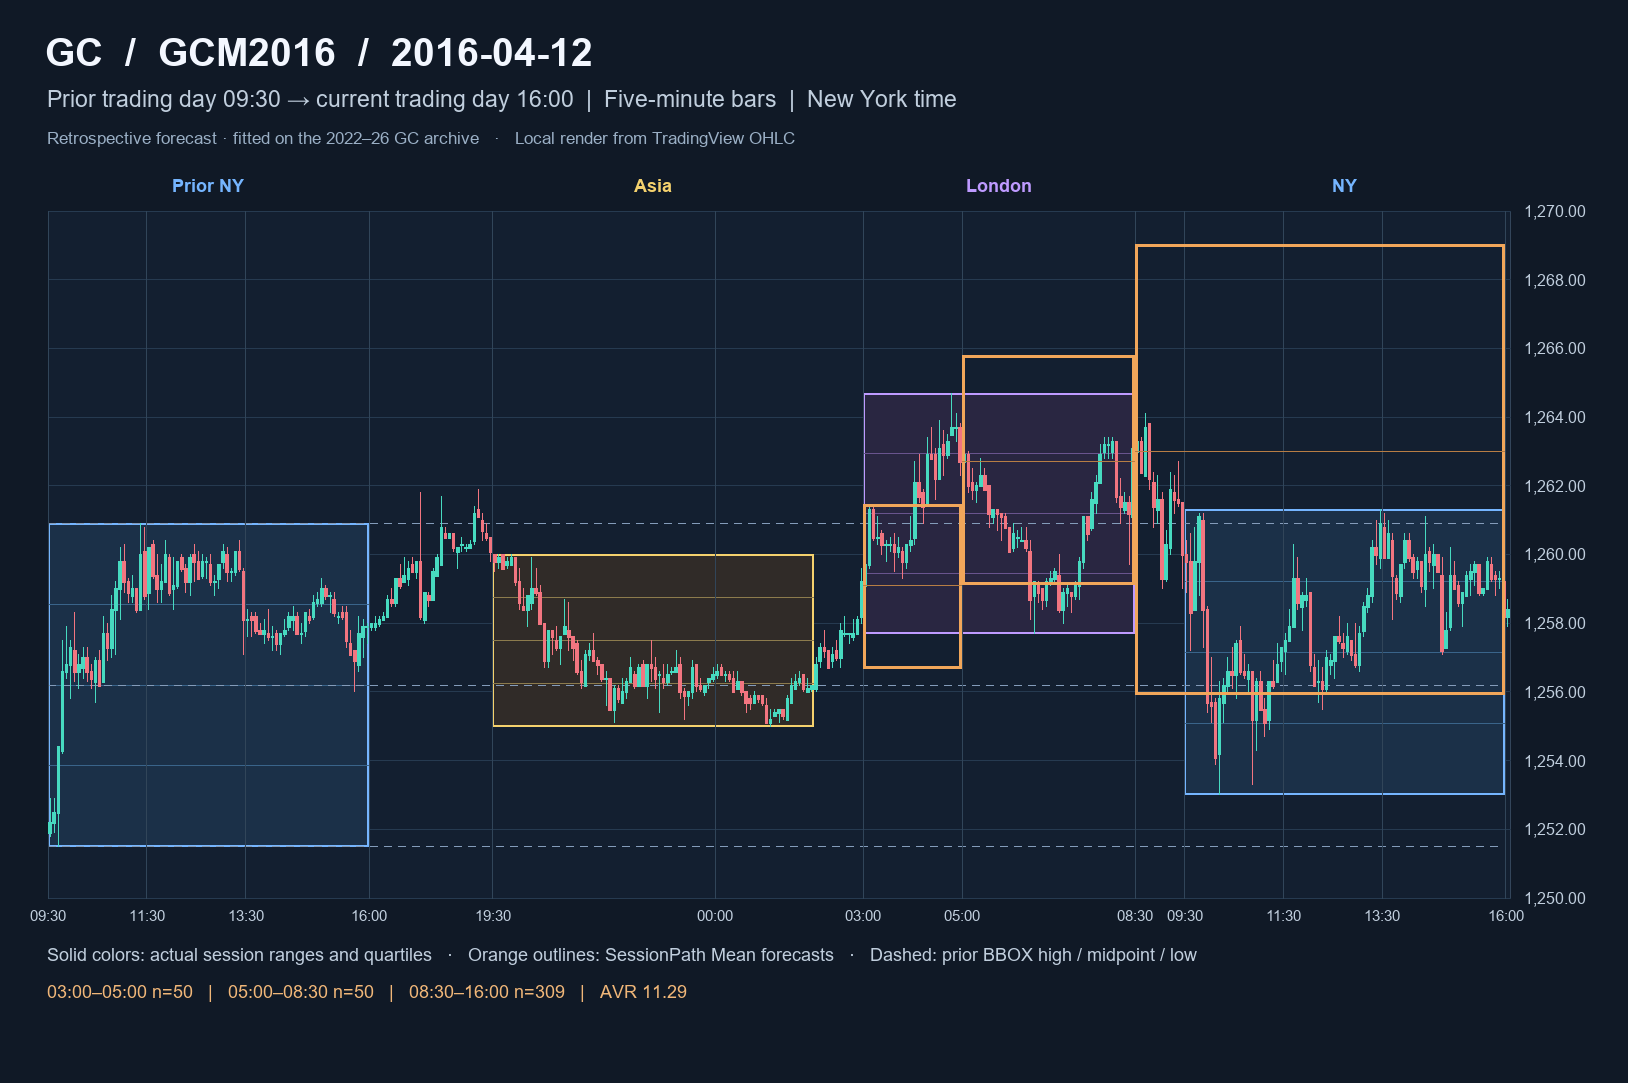 GC / GCM2016 / 2016-04-12
Prior trading day 09:30 → current trading day 16:00 | Five-minute bars | New York time
Retrospective forecast · fitted on the 2022–26 GC archive · Local render from TradingView OHLC
Prior NY Asia London NY
1,270.00
1,268.00
1,266.00
1,264.00
1,262.00
1,260.00
1,258.00
1,256.00
1,254.00
1,252.00
1,250.00
09:30 11:30 13:30 16:00 19:30 00:00 03:00 05:00 08:30 09:30 11:30 13:30 16:00
Solid colors: actual session ranges and quartiles · Orange outlines: SessionPath Mean forecasts · Dashed: prior BBOX high / midpoint / low
03:00–05:00 n=50 | 05:00–08:30 n=50 | 08:30–16:00 n=309 | AVR 11.29